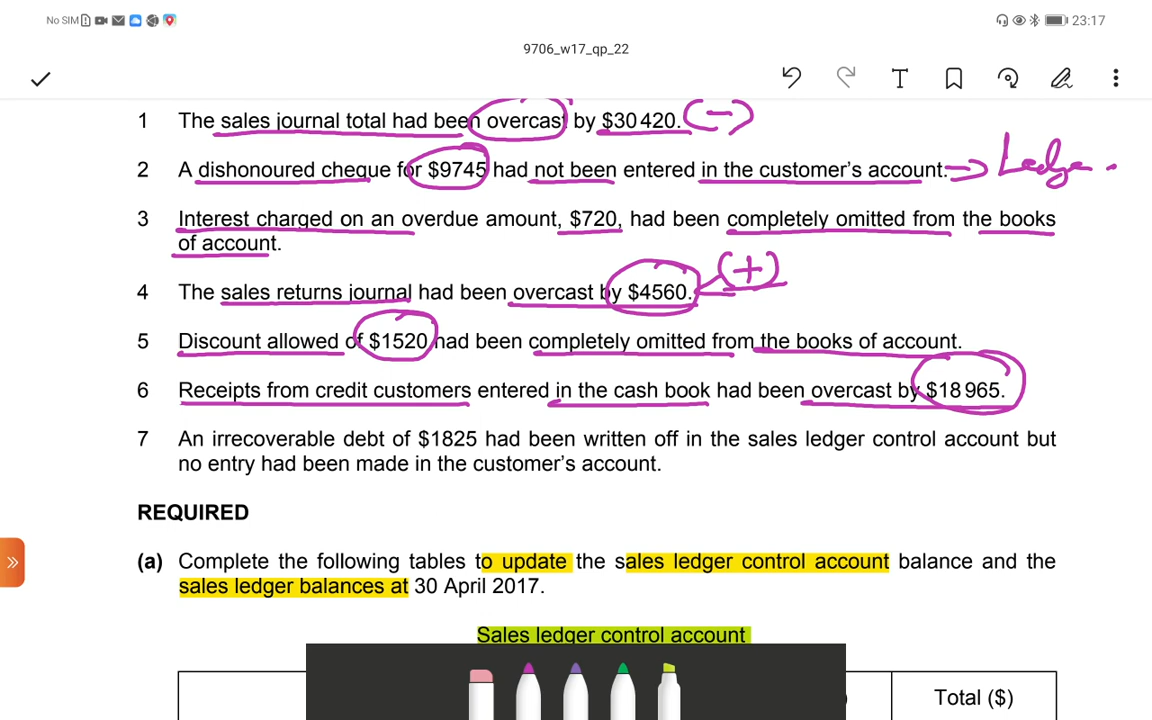 No SIM 23:17
9706_w17_qp_22
T
1 The sales journal total had been overcast by $30 420. (-)
2 A dishonoured cheque for $9745 had not been entered in the customer's account. → Ledge.
3 Interest charged on an overdue amount, $720, had been completely omitted from the books
of account.
(+)
4 The sales returns journal had been overcast by $4560.
5 Discount allowed of $1520 had been completely omitted from the books of account.
6 Receipts from credit customers entered in the cash book had been overcast by $18 965.
7 An irrecoverable debt of $1825 had been written off in the sales ledger control account but
no entry had been made in the customer's account.
REQUIRED
(a) Complete the following tables to update the sales ledger control account balance and the
sales ledger balances at 30 April 2017.
Sales ledger control account
Total ($)